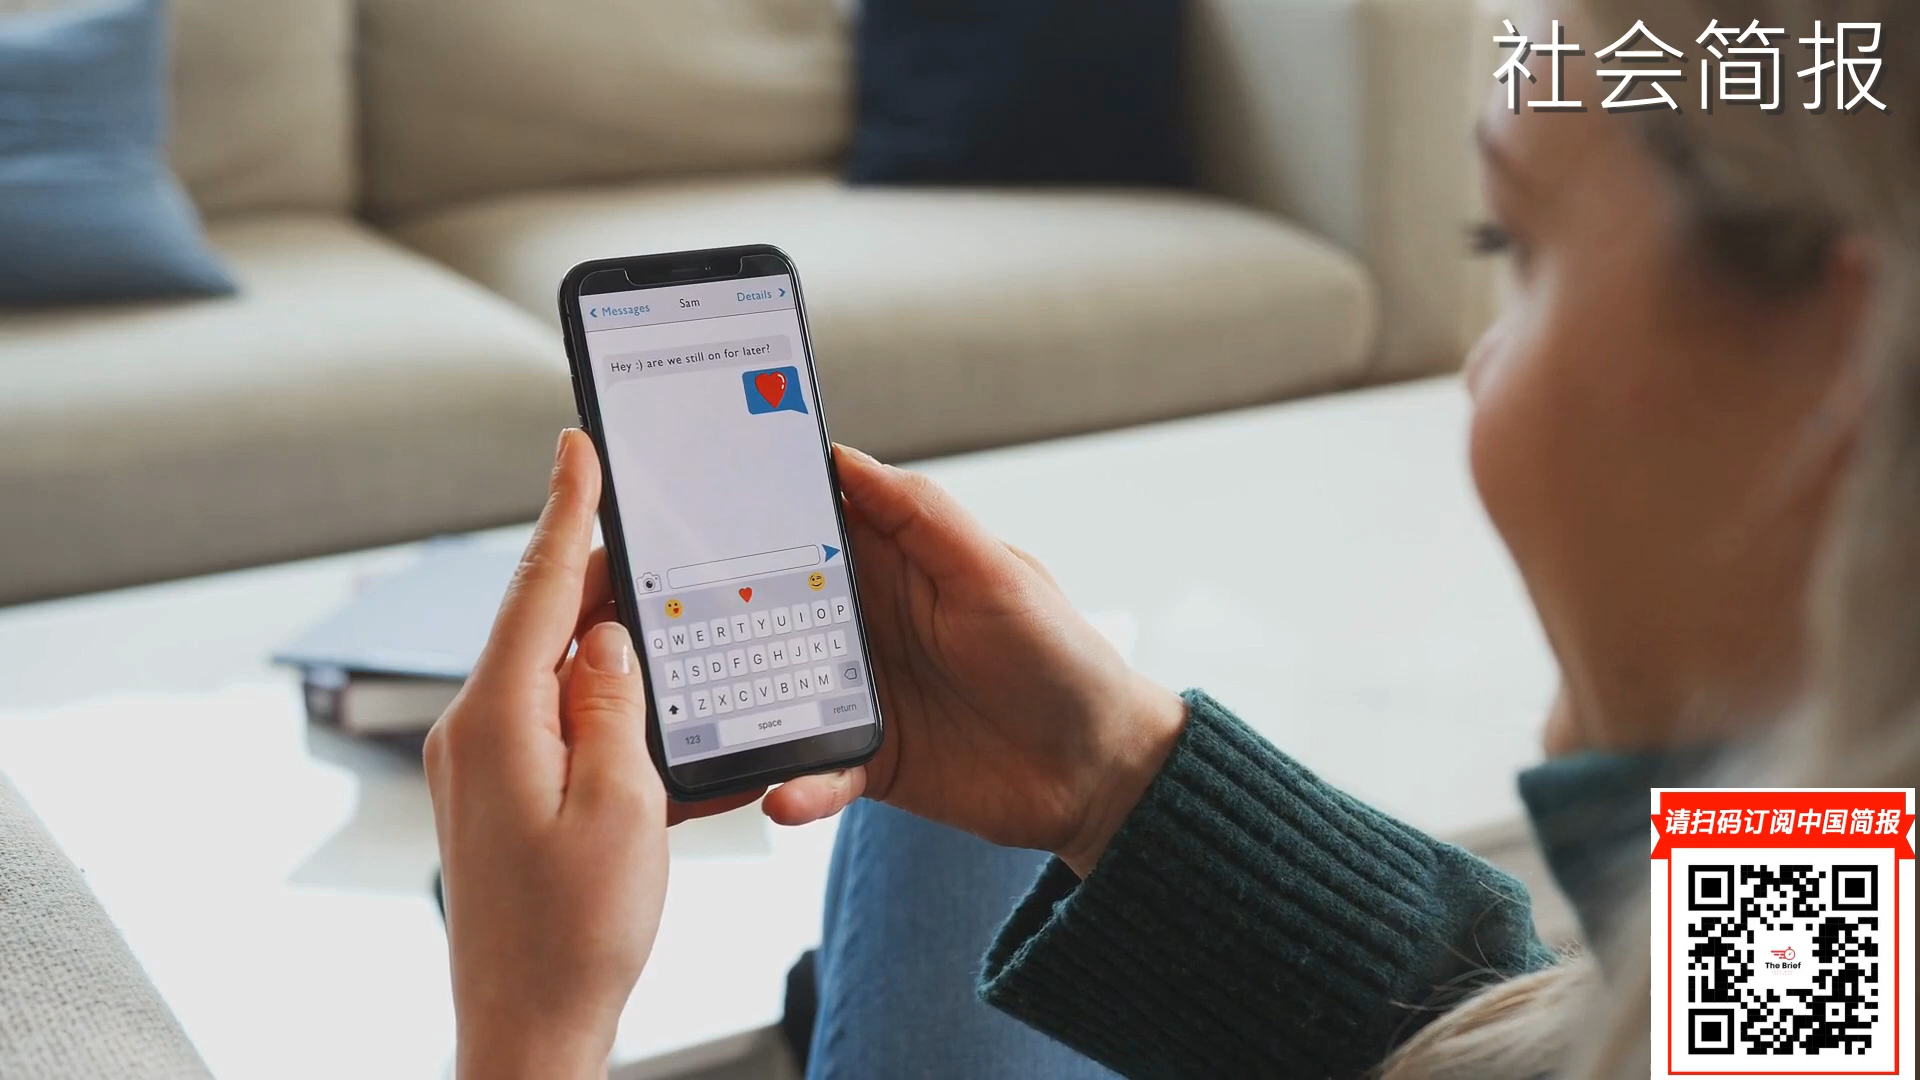 社会简报
Messages
Sam
Details
Hey :) are we still on for later?
Q W E R T Y U I O P
A S D F G H J K L
Z X C V B N M
123
space
return
请扫码订阅中国简报
The Brief